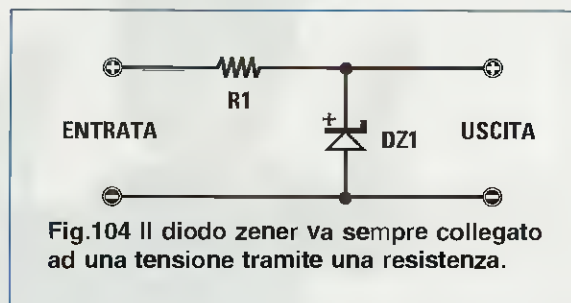 R1
+
DZ1
ENTRATA
USCITA
Fig.104 Il diodo zener va sempre collegato
ad una tensione tramite una resistenza.